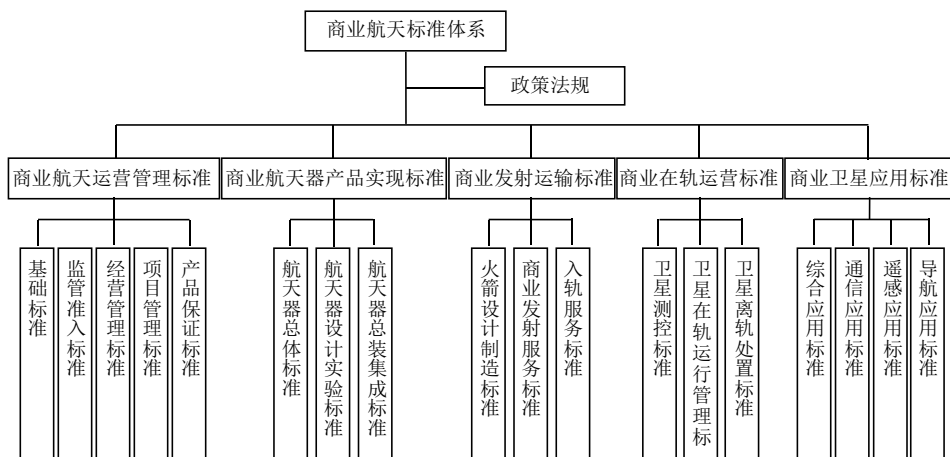 商业航天标准体系
政策法规
商业航天运营管理标准
商业航天器产品实现标准
商业发射运输标准
商业在轨运营标准
商业卫星应用标准
基础标准
监管准入标准
经营管理标准
项目管理标准
产品保证标准
航天器总体标准
航天器设计实验标准
航天器总装集成标准
火箭设计制造标准
商业发射服务标准
入轨服务标准
卫星测控标准
卫星在轨运行管理标
卫星离轨处置标准
综合应用标准
通信应用标准
遥感应用标准
导航应用标准